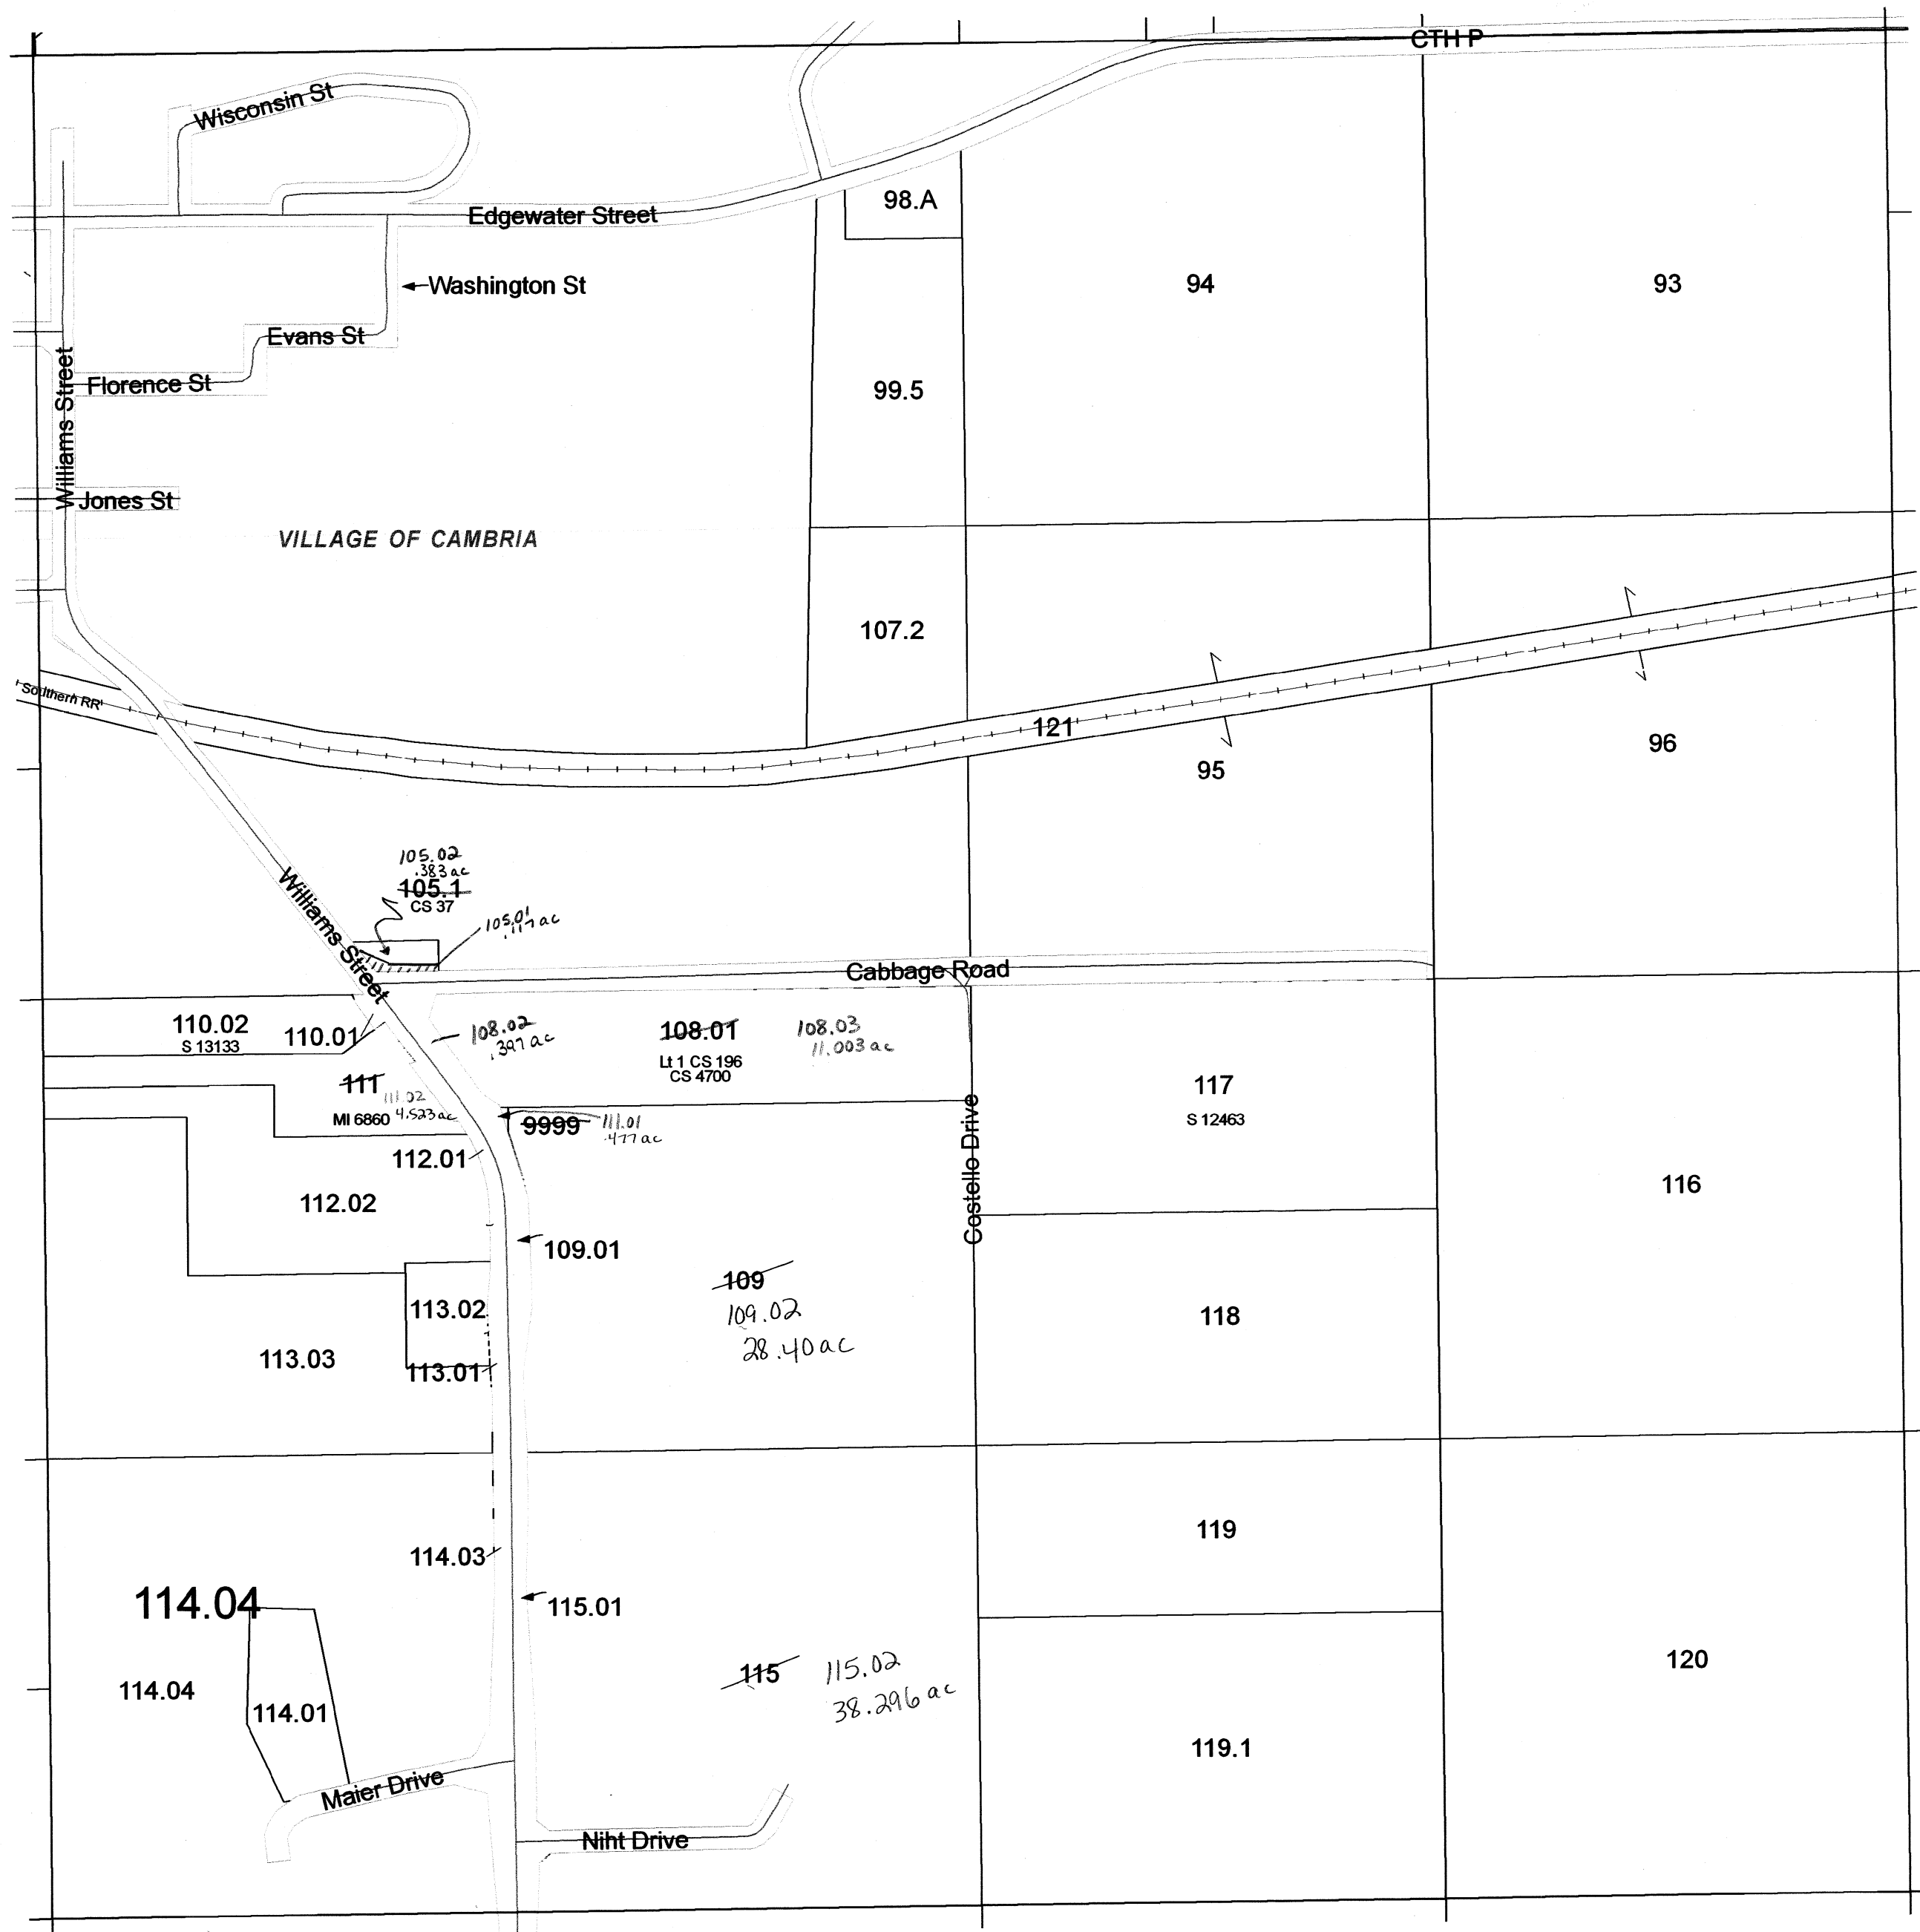 CTH P
Wisconsin St
98.A
Edgewater Street
94
93
Washington St
Evans St
Williams Street
Florence St
99.5
Jones St
VILLAGE OF CAMBRIA
107.2
Southern RR
121
96
95
105.02
.383 ac
105.1
CS 37
105.01
.117 ac
Williams Street
Cabbage Road
110.02
S 13133
110.01
108.02
.397 ac
108.01
Lt 1 CS 196
CS 4700
108.03
11.003 ac
111
111.02
MI 6860
4.523 ac
9999
111.01
.477 ac
117
S 12463
Costello Drive
112.01
112.02
116
109.01
109
109.02
28.40 ac
113.02
113.03
113.01
118
119
114.03
114.04
115.01
115
115.02
38.296 ac
120
114.04
114.01
119.1
Maier Drive
Niht Drive